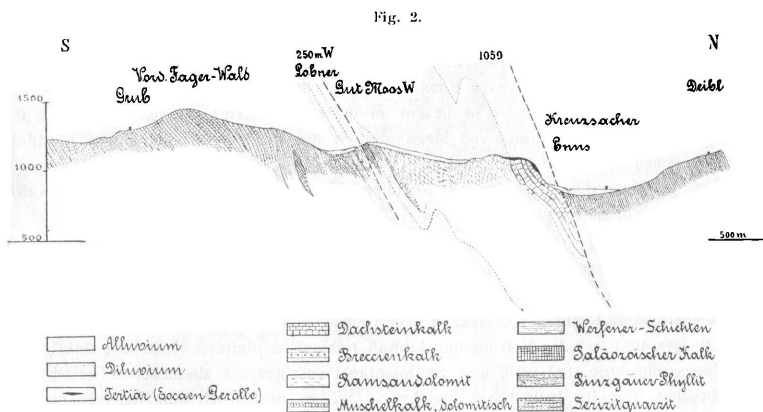 Fig. 2.
S
N
Vord. Fager-Wald
Grub
250 m W
Lobner
Gut Moos W
1059
Kreuzsacher
Enns
Deibl
1500
1000
500
500 m
Alluvium
Diluvium
Tertiär (Eocaen Gerölle)
Dachsteinkalk
Breccienkalk
Ramsaudolomit
Muschelkalk, dolomitisch
Werfener-Schichten
Paläozoischer Kalk
Pinzgauer Phyllit
Serizitquarzit